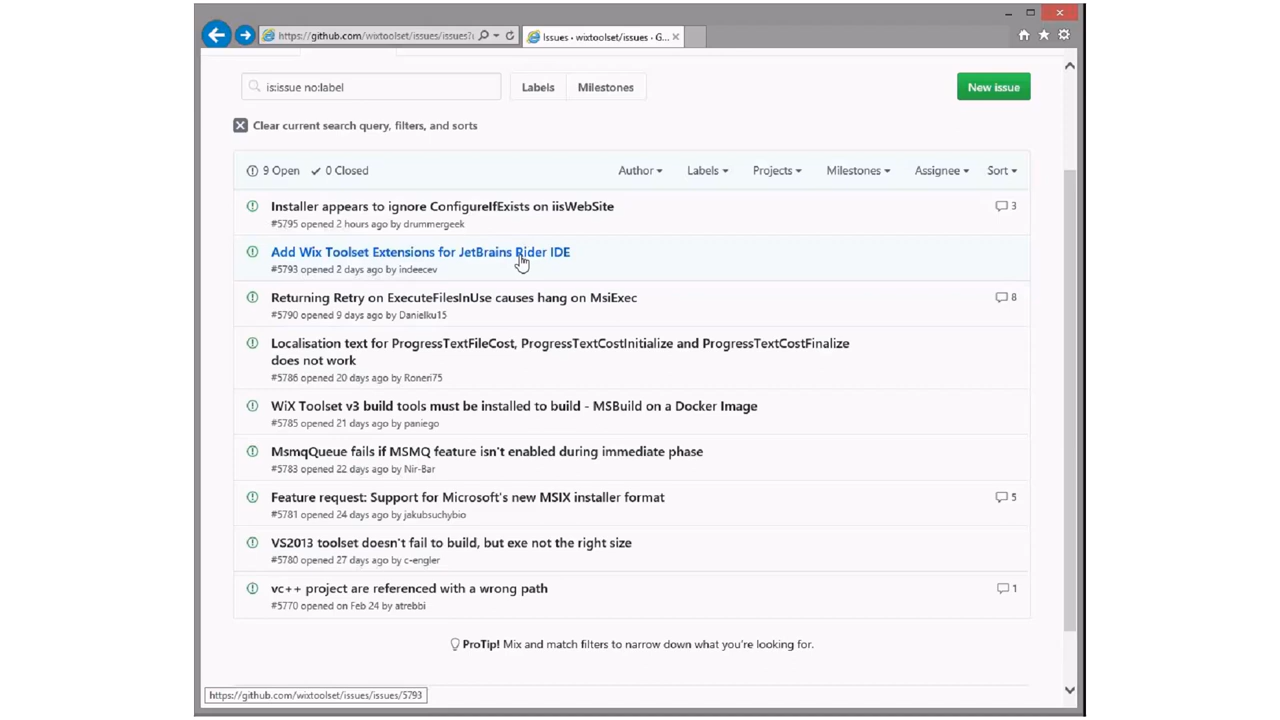 https://github.com/wixtoolset/issues/issues?
Issues · wixtoolset/issues · G...
is:issue no:label
Labels
Milestones
New issue
Clear current search query, filters, and sorts
9 Open
0 Closed
Author
Labels
Projects
Milestones
Assignee
Sort
Installer appears to ignore ConfigureIfExists on iisWebSite
3
#5795 opened 2 hours ago by drummergeek
Add Wix Toolset Extensions for JetBrains Rider IDE
#5793 opened 2 days ago by indeecev
Returning Retry on ExecuteFilesInUse causes hang on MsiExec
8
#5790 opened 9 days ago by Danielku15
Localisation text for ProgressTextFileCost, ProgressTextCostInitialize and ProgressTextCostFinalize
does not work
#5786 opened 20 days ago by Roneri75
WiX Toolset v3 build tools must be installed to build - MSBuild on a Docker Image
#5785 opened 21 days ago by paniego
MsmqQueue fails if MSMQ feature isn't enabled during immediate phase
#5783 opened 22 days ago by Nir-Bar
Feature request: Support for Microsoft's new MSIX installer format
5
#5781 opened 24 days ago by jakubsuchybio
VS2013 toolset doesn't fail to build, but exe not the right size
#5780 opened 27 days ago by c-engler
vc++ project are referenced with a wrong path
1
#5770 opened on Feb 24 by atrebbi
ProTip! Mix and match filters to narrow down what you're looking for.
https://github.com/wixtoolset/issues/issues/5793